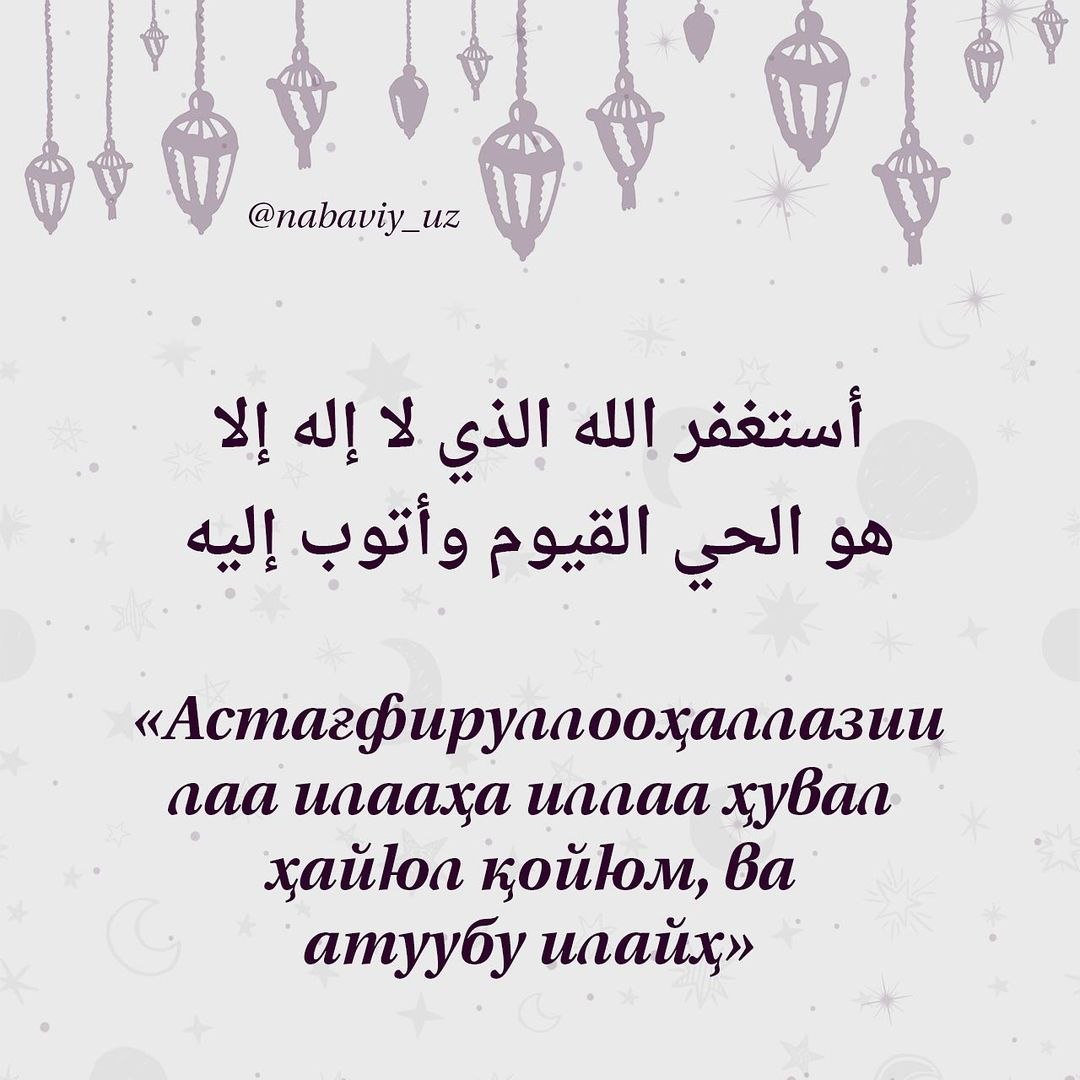 @nabaviy_uz
أستغفر الله الذي لا إله إلا
هو الحي القيوم وأتوب إليه
«Астағфируллооҳаллазии
лаа илааҳа иллаа ҳувал
ҳайюл қойюм, ва
атуубу илайҳ»